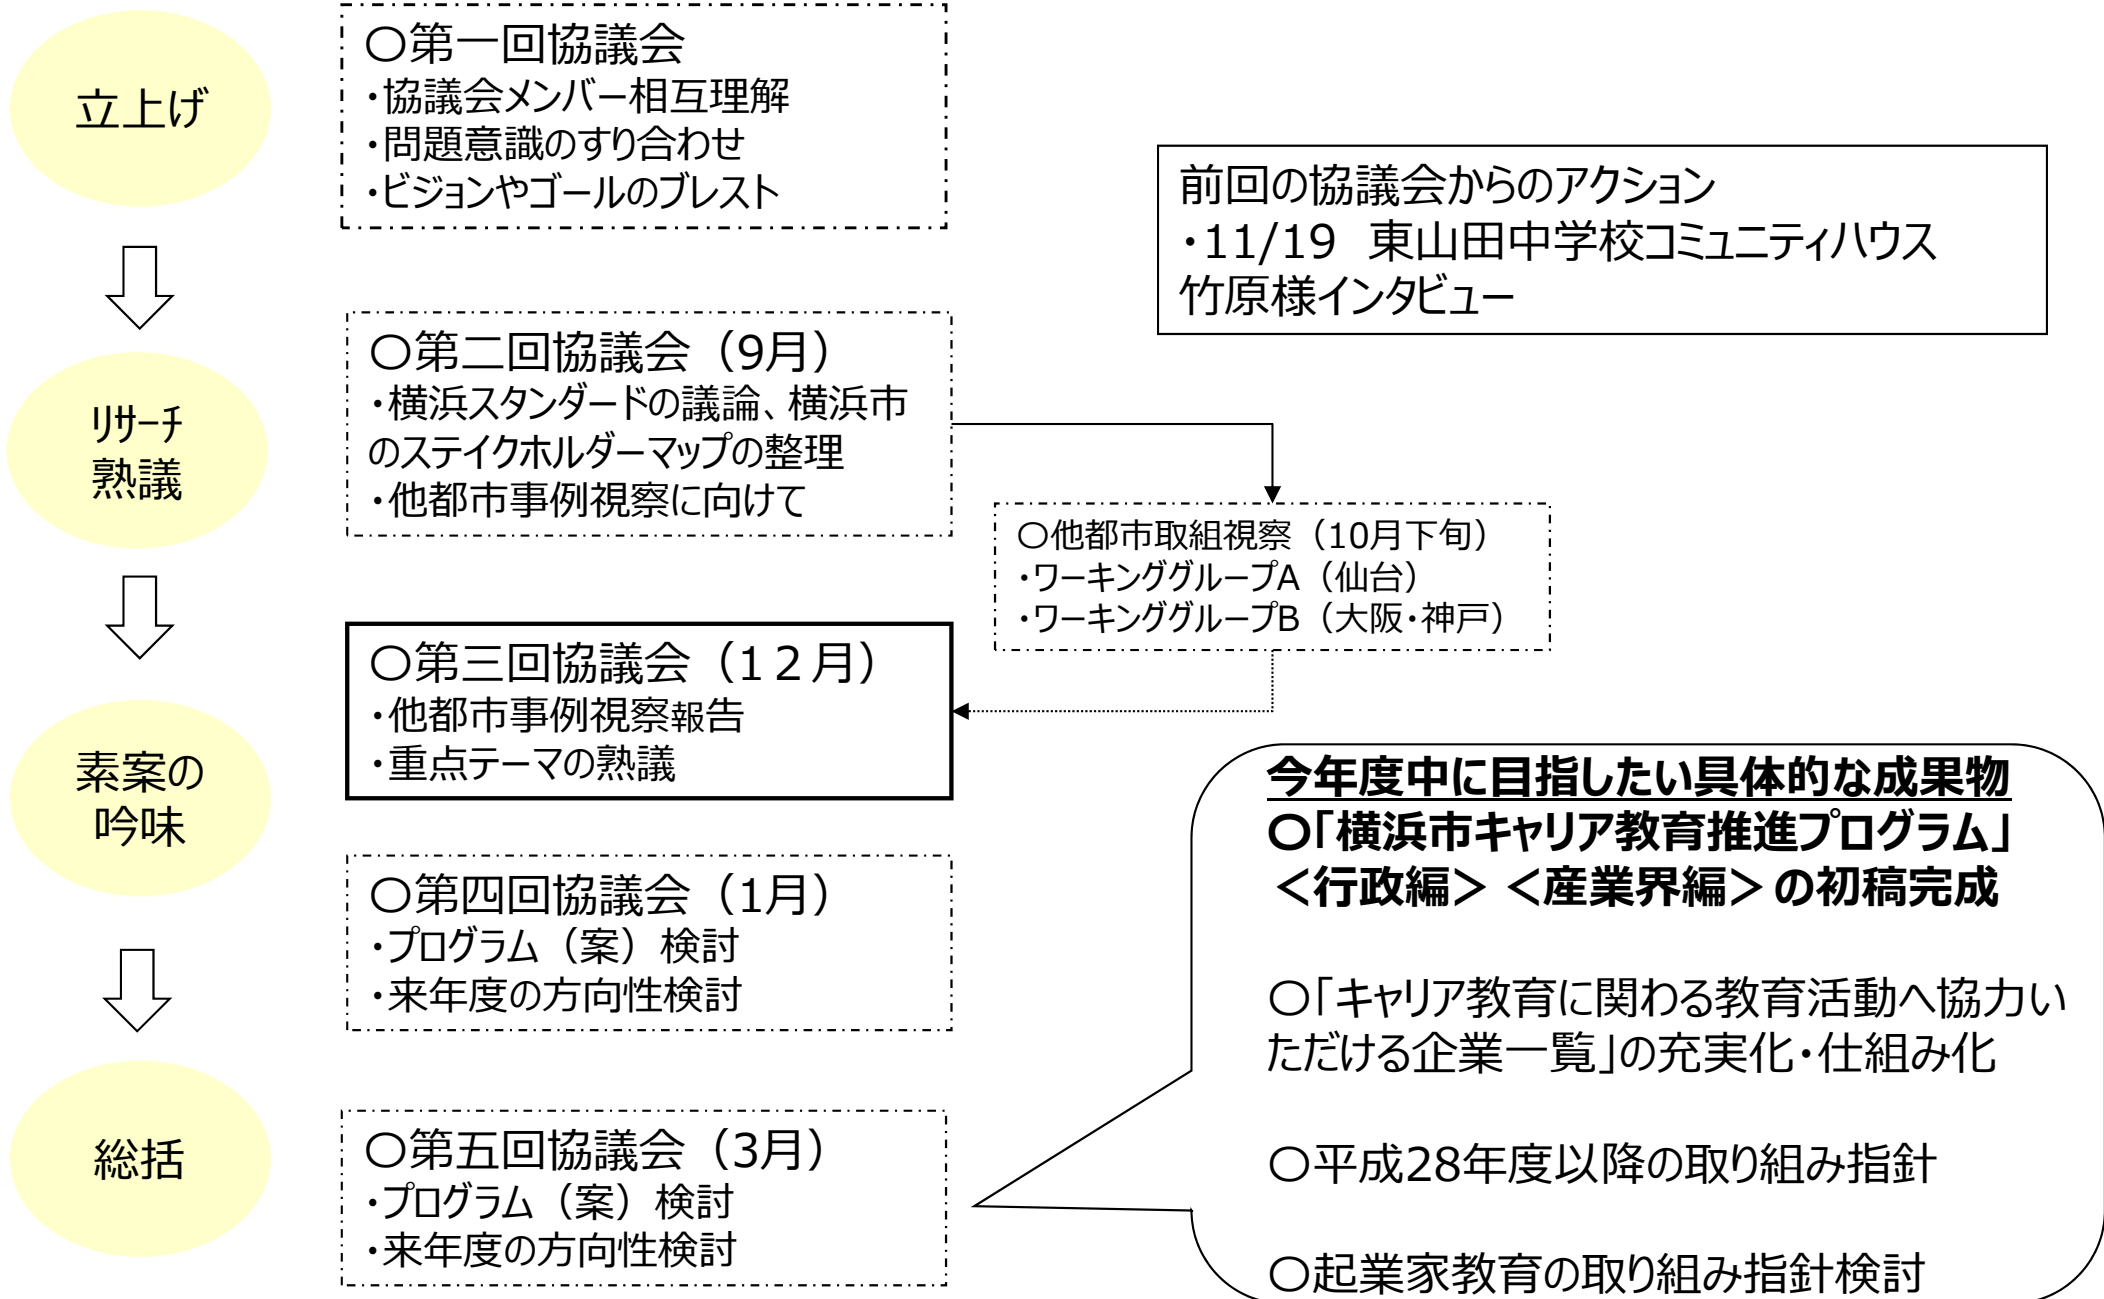 立上げ
〇第一回協議会
・協議会メンバー相互理解
・問題意識のすり合わせ
・ビジョンやゴールのブレスト
前回の協議会からのアクション
・11/19　東山田中学校コミュニティハウス
竹原様インタビュー
ﾘｻｰﾁ
熟議
〇第二回協議会（9月）
・横浜スタンダードの議論、横浜市
のステイクホルダーマップの整理
・他都市事例視察に向けて
〇他都市取組視察（10月下旬）
・ワーキンググループA（仙台）
・ワーキンググループB（大阪・神戸）
素案の
吟味
〇第三回協議会（1２月）
・他都市事例視察報告
・重点テーマの熟議
〇第四回協議会（1月）
・プログラム（案）検討
・来年度の方向性検討
総括
〇第五回協議会（3月）
・プログラム（案）検討
・来年度の方向性検討
今年度中に目指したい具体的な成果物
〇「横浜市キャリア教育推進プログラム」
＜行政編＞＜産業界編＞の初稿完成
〇「キャリア教育に関わる教育活動へ協力い
ただける企業一覧」の充実化・仕組み化
〇平成28年度以降の取り組み指針
〇起業家教育の取り組み指針検討